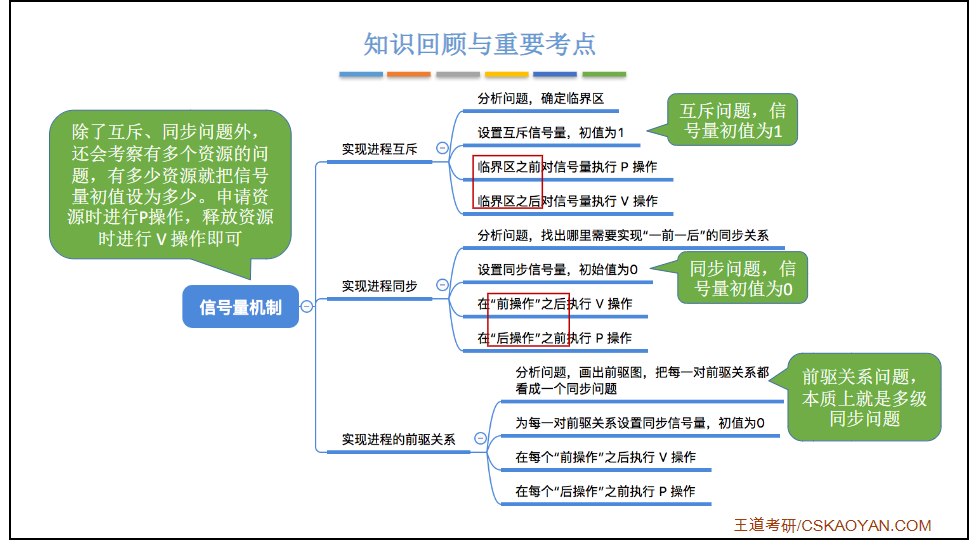 知识回顾与重要考点
除了互斥、同步问题外，
还会考察有多个资源的问
题，有多少资源就把信号
量初值设为多少。申请资
源时进行P操作，释放资源
时进行 V 操作即可
信号量机制
实现进程互斥
分析问题，确定临界区
设置互斥信号量，初值为1
临界区之前对信号量执行 P 操作
临界区之后对信号量执行 V 操作
互斥问题，信
号量初值为1
实现进程同步
分析问题，找出哪里需要实现“一前一后”的同步关系
设置同步信号量，初始值为0
在“前操作”之后执行 V 操作
在“后操作”之前执行 P 操作
同步问题，信
号量初值为0
实现进程的前驱关系
分析问题，画出前驱图，把每一对前驱关系都
看成一个同步问题
为每一对前驱关系设置同步信号量，初值为0
在每个“前操作”之后执行 V 操作
在每个“后操作”之前执行 P 操作
前驱关系问题，
本质上就是多级
同步问题
王道考研/CSKAOYAN.COM